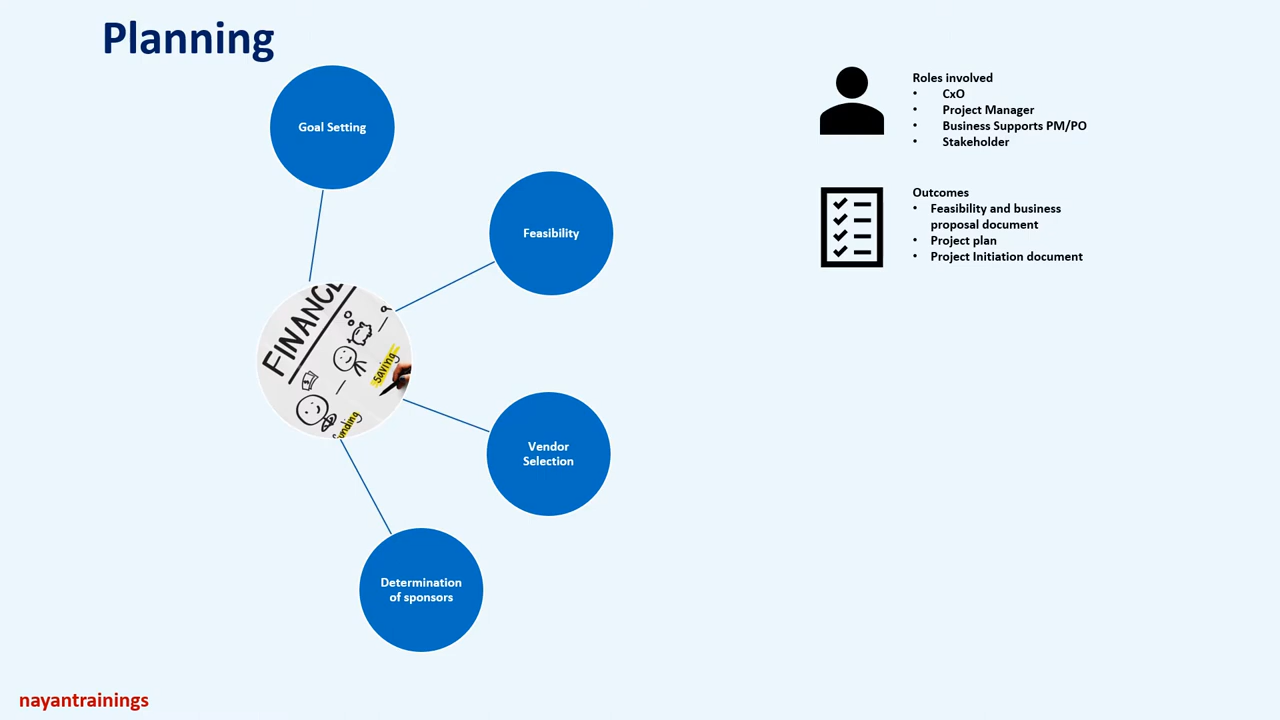 Planning
Goal Setting
Feasibility
FINANCE
saving
Vendor
Selection
Determination
of sponsors
Roles involved
• CxO
• Project Manager
• Business Supports PM/PO
• Stakeholder
Outcomes
• Feasibility and business
proposal document
• Project plan
• Project Initiation document
nayantrainings